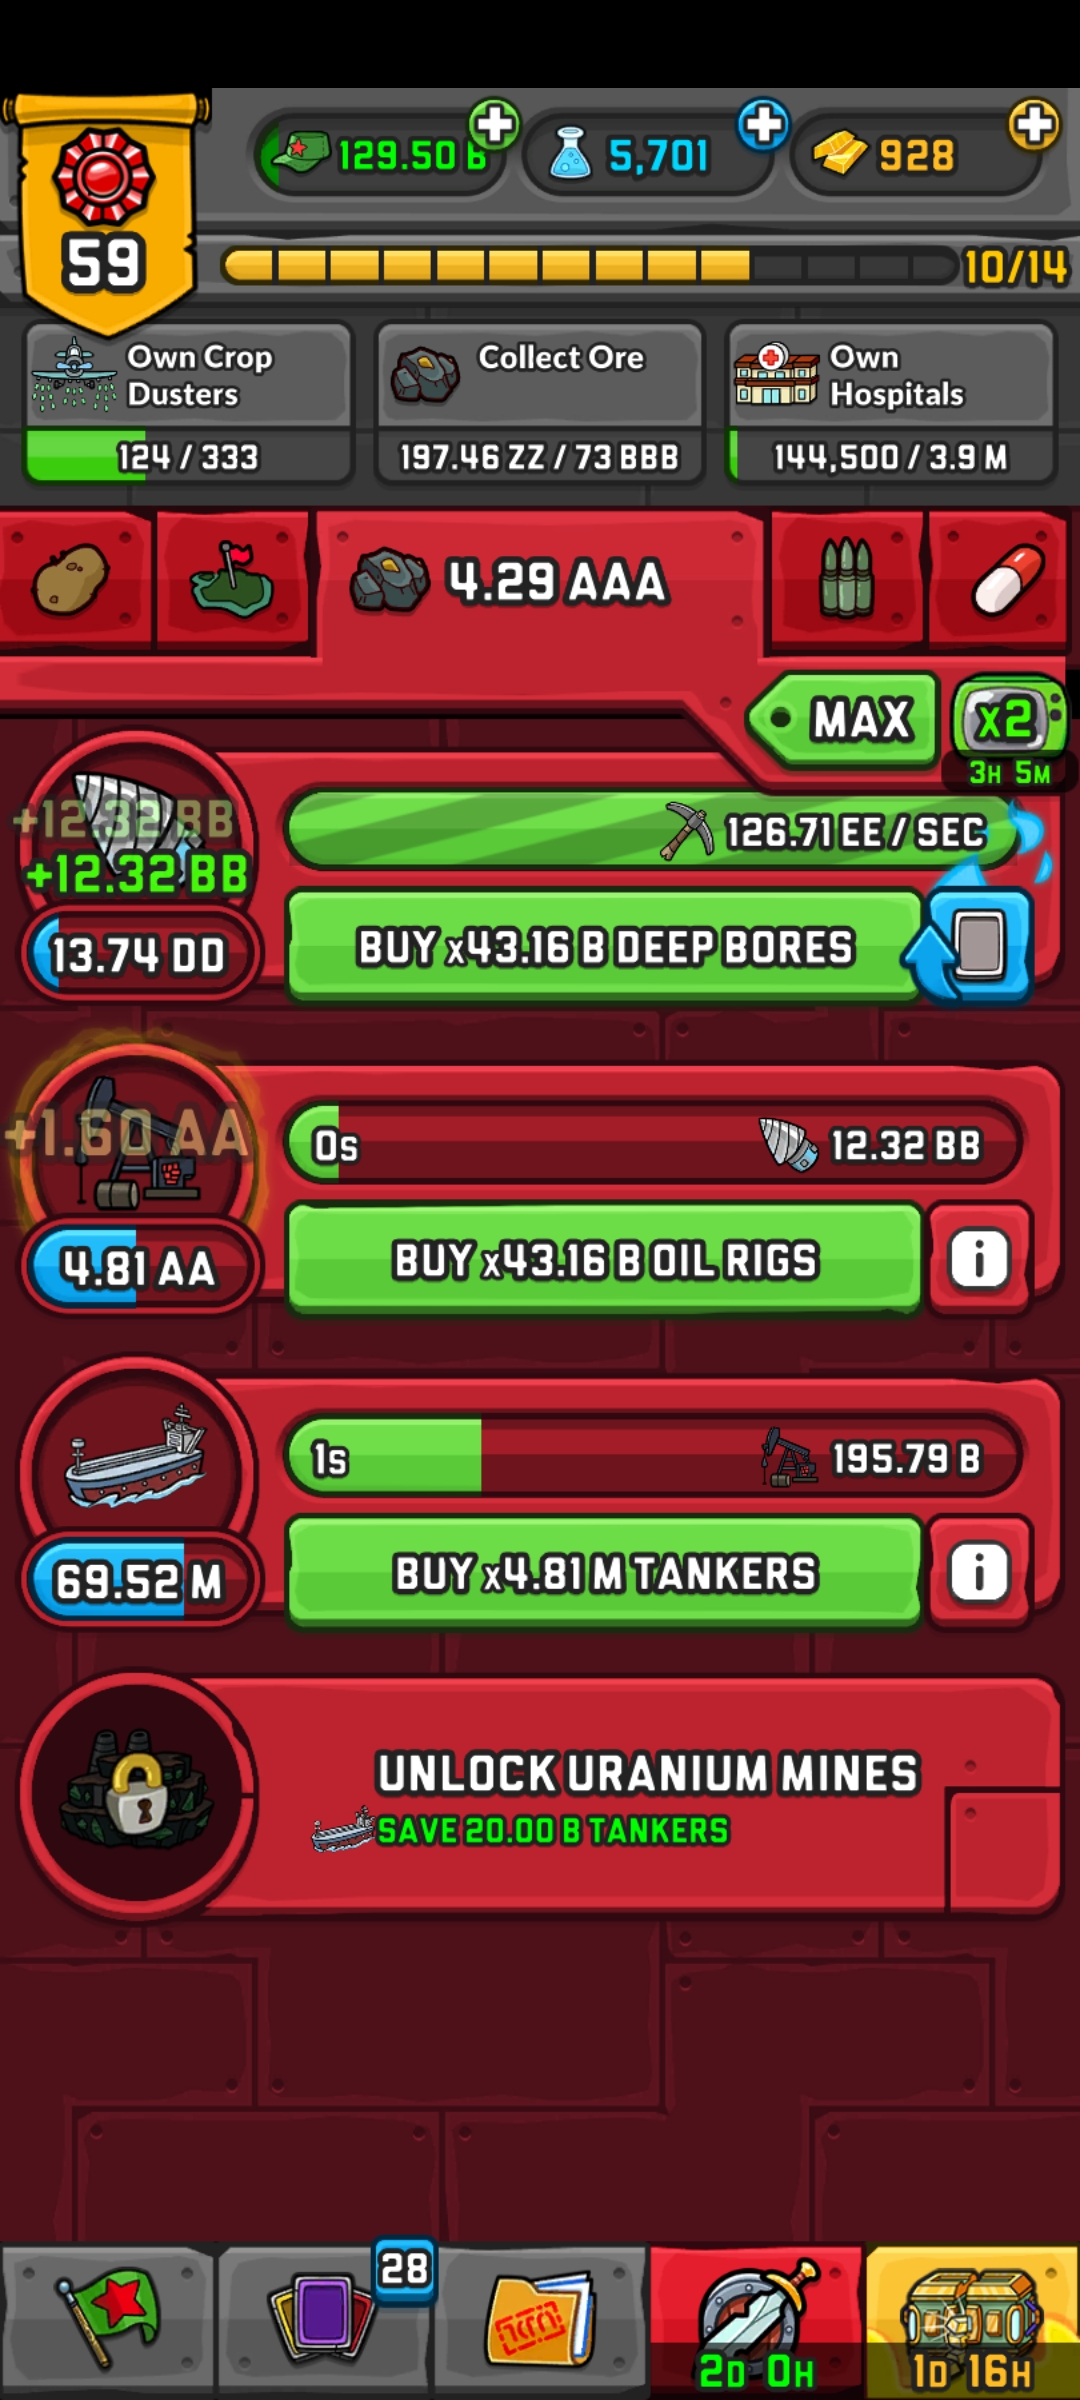 129.50 B
5,701
928
59
10/14
Own Crop
Dusters
124 / 333
Collect Ore
197.46 ZZ / 73 BBB
Own
Hospitals
144,500 / 3.9 M
4.29 AAA
MAX
x2
3H 5M
+12.32 BB
+12.32 BB
13.74 DD
126.71 EE / SEC
BUY x43.16 B DEEP BORES
+1.60 AA
4.81 AA
0s
12.32 BB
BUY x43.16 B OIL RIGS
i
69.52 M
1s
195.79 B
BUY x4.81 M TANKERS
i
UNLOCK URANIUM MINES
SAVE 20.00 B TANKERS
28
2D 0H
1D 16H